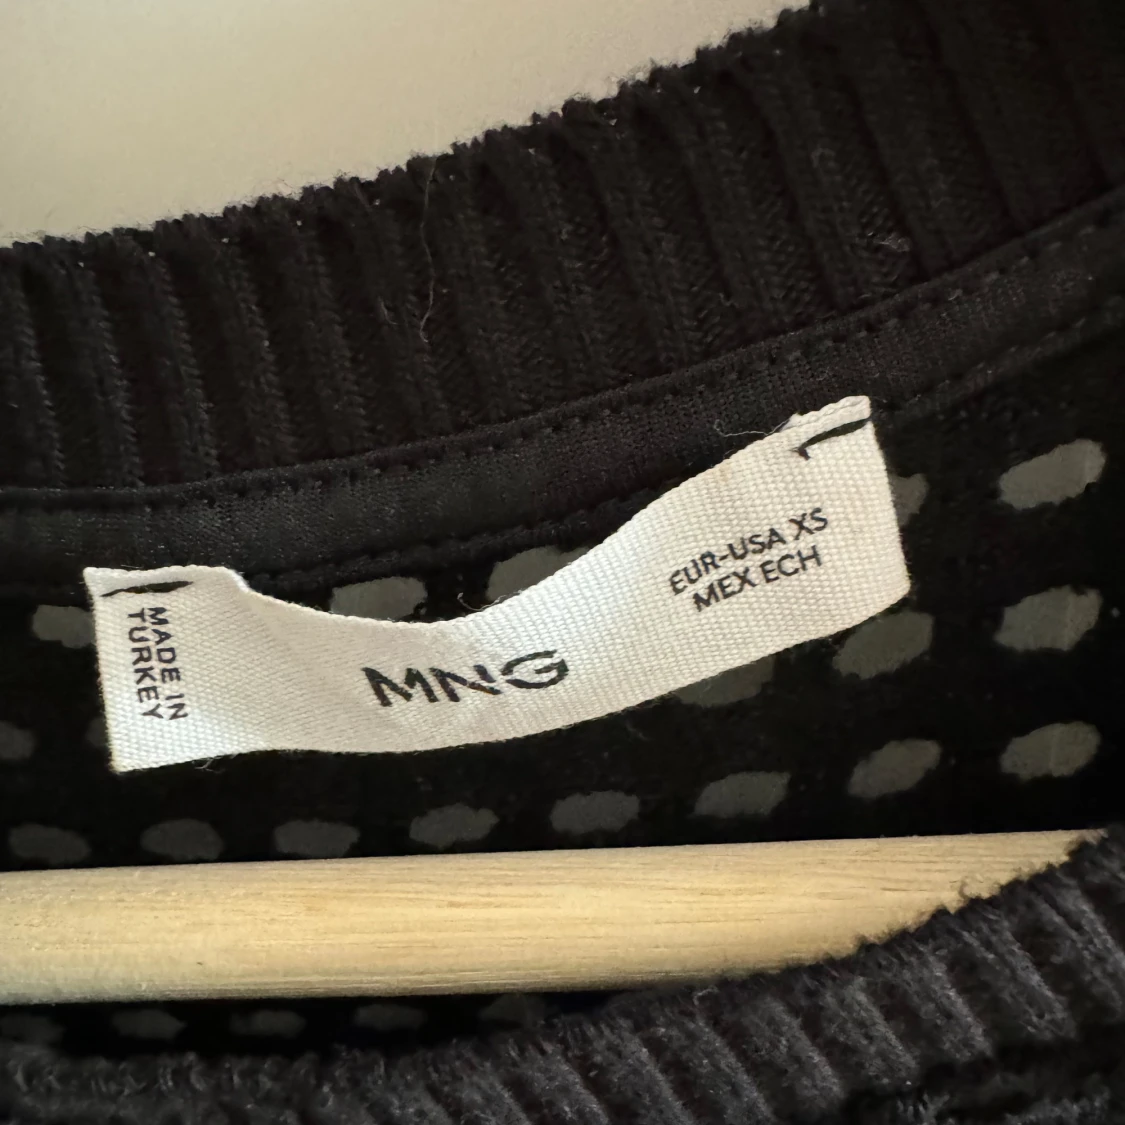 MADE IN
TURKEY
MNG
EUR-USA XS
MEX ECH